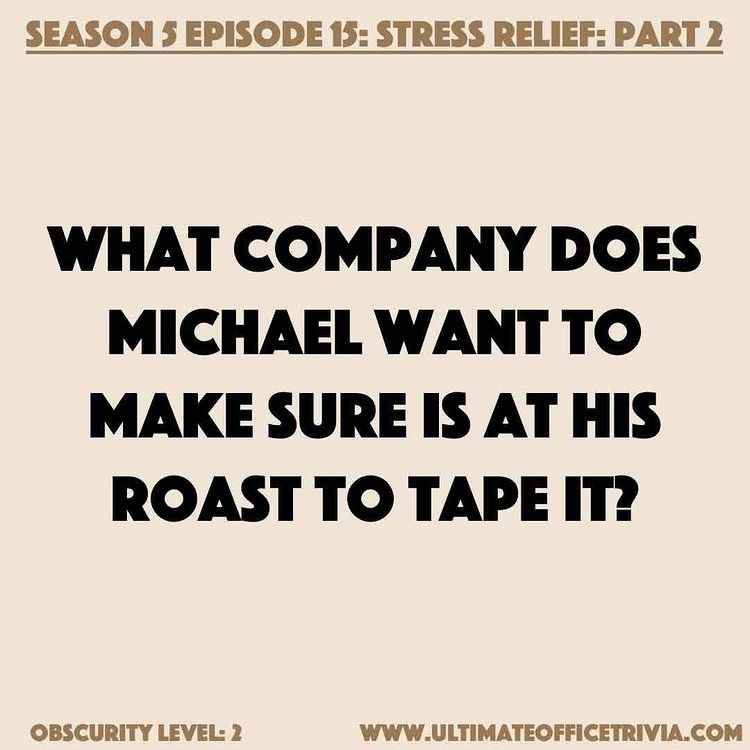 SEASON 5 EPISODE 15: STRESS RELIEF: PART 2
WHAT COMPANY DOES
MICHAEL WANT TO
MAKE SURE IS AT HIS
ROAST TO TAPE IT?
OBSCURITY LEVEL: 2
WWW.ULTIMATEOFFICETRIVIA.COM